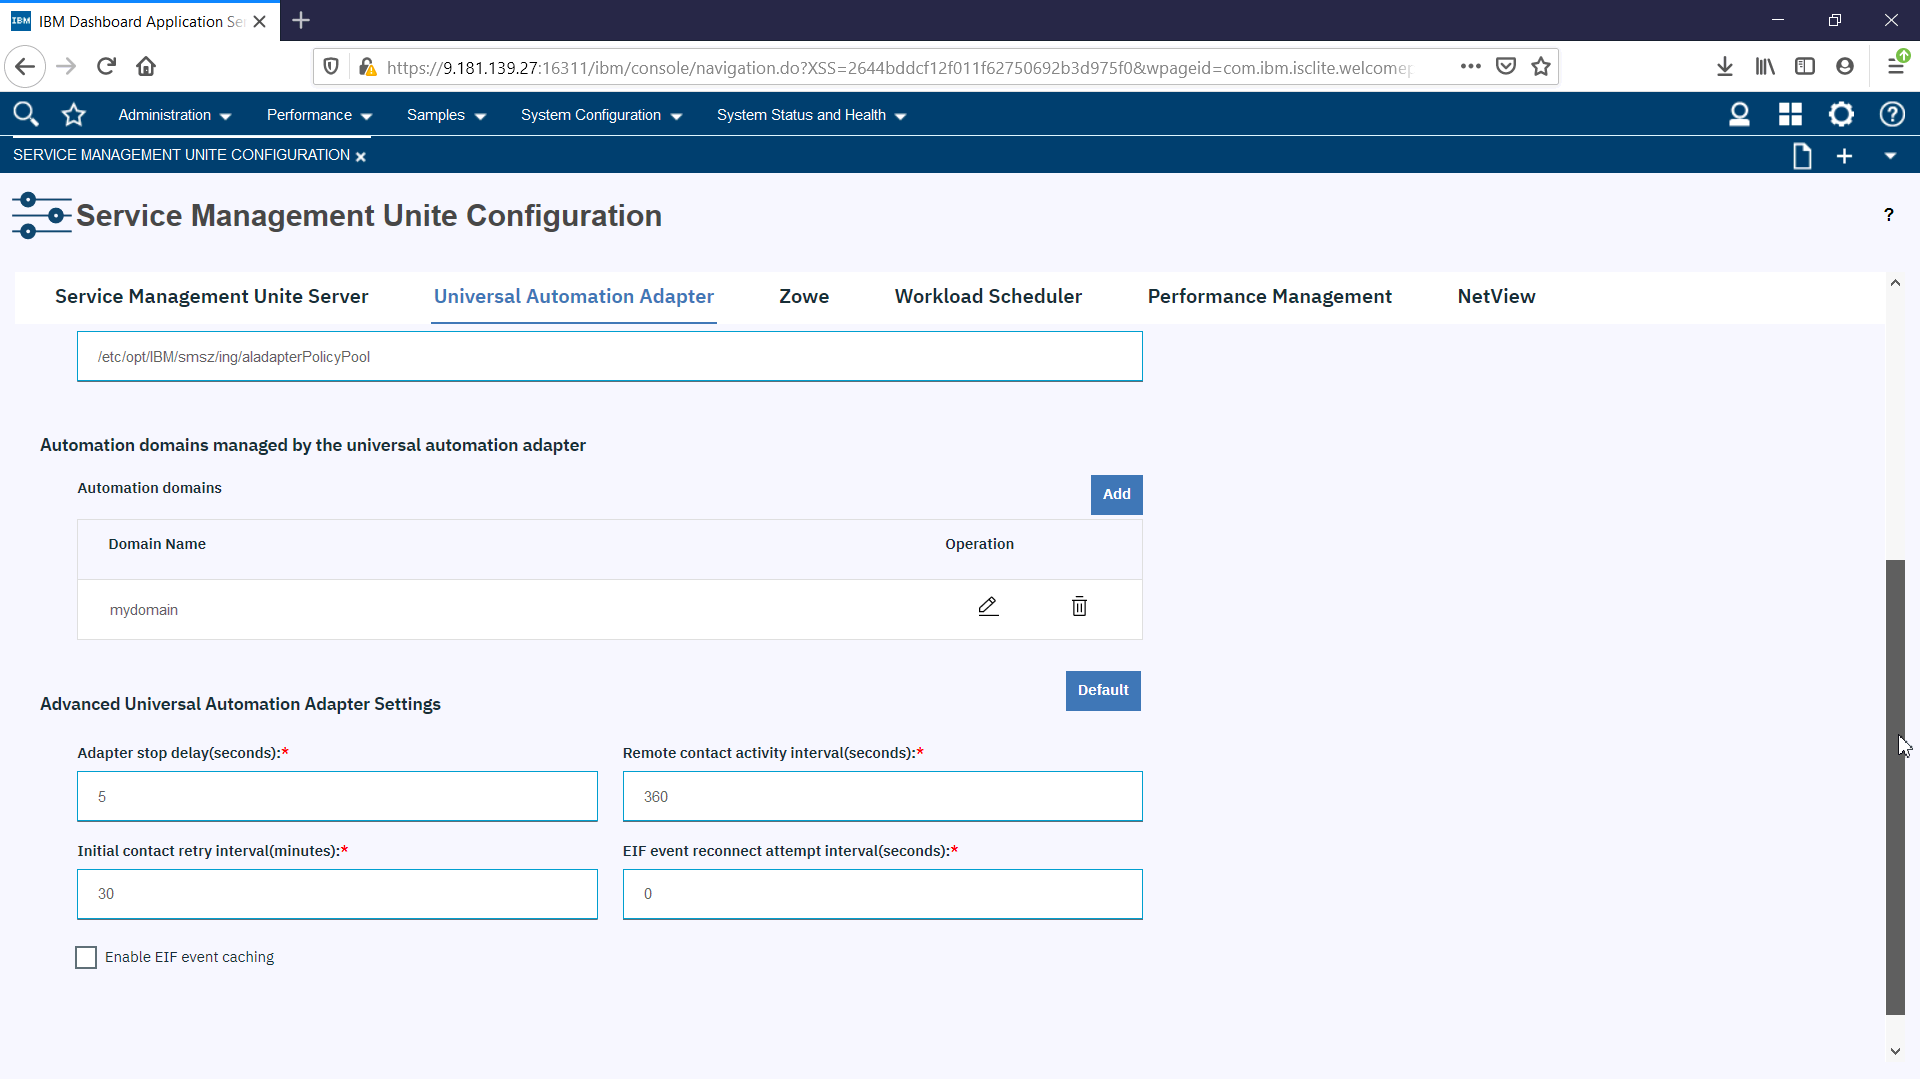 IBM IBM Dashboard Application Se
https://9.181.139.27:16311/ibm/console/navigation.do?XSS=2644bddcf12f011f62750692b3d975f0&wpageid=com.ibm.isclite.welcomep
Administration Performance Samples System Configuration System Status and Health
SERVICE MANAGEMENT UNITE CONFIGURATION
Service Management Unite Configuration ?
Service Management Unite Server Universal Automation Adapter Zowe Workload Scheduler Performance Management NetView
/etc/opt/IBM/smsz/ing/aladapterPolicyPool
Automation domains managed by the universal automation adapter
Automation domains Add
Domain Name Operation
mydomain
Default
Advanced Universal Automation Adapter Settings
Adapter stop delay(seconds):* Remote contact activity interval(seconds):*
5 360
Initial contact retry interval(minutes):* EIF event reconnect attempt interval(seconds):*
30 0
Enable EIF event caching